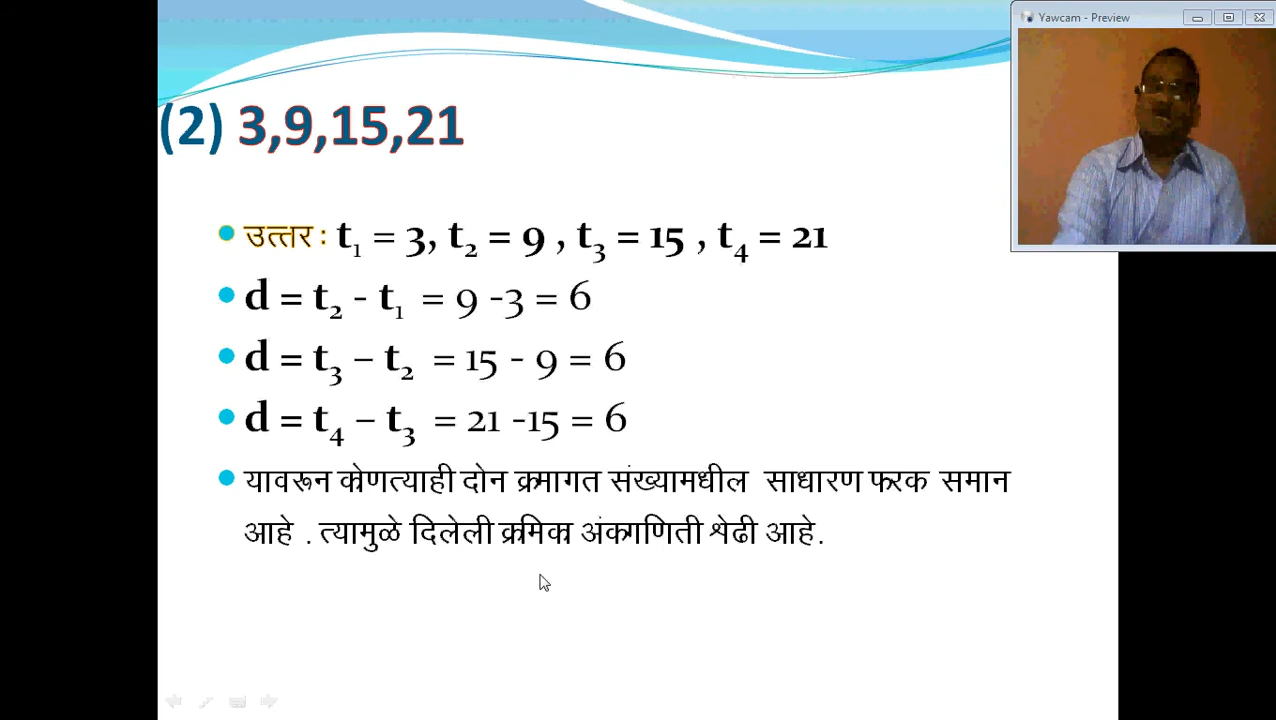 Yawcam - Preview
(2) 3,9,15,21
उत्तर : t₁ = 3, t₂ = 9 , t₃ = 15 , t₄ = 21
d = t₂ - t₁ = 9 -3 = 6
d = t₃ – t₂ = 15 - 9 = 6
d = t₄ – t₃ = 21 -15 = 6
यावरून कोणत्याही दोन क्रमागत संख्यामधील साधारण फरक समान
आहे . त्यामुळे दिलेली क्रमिका अंकगणिती श्रेढी आहे.